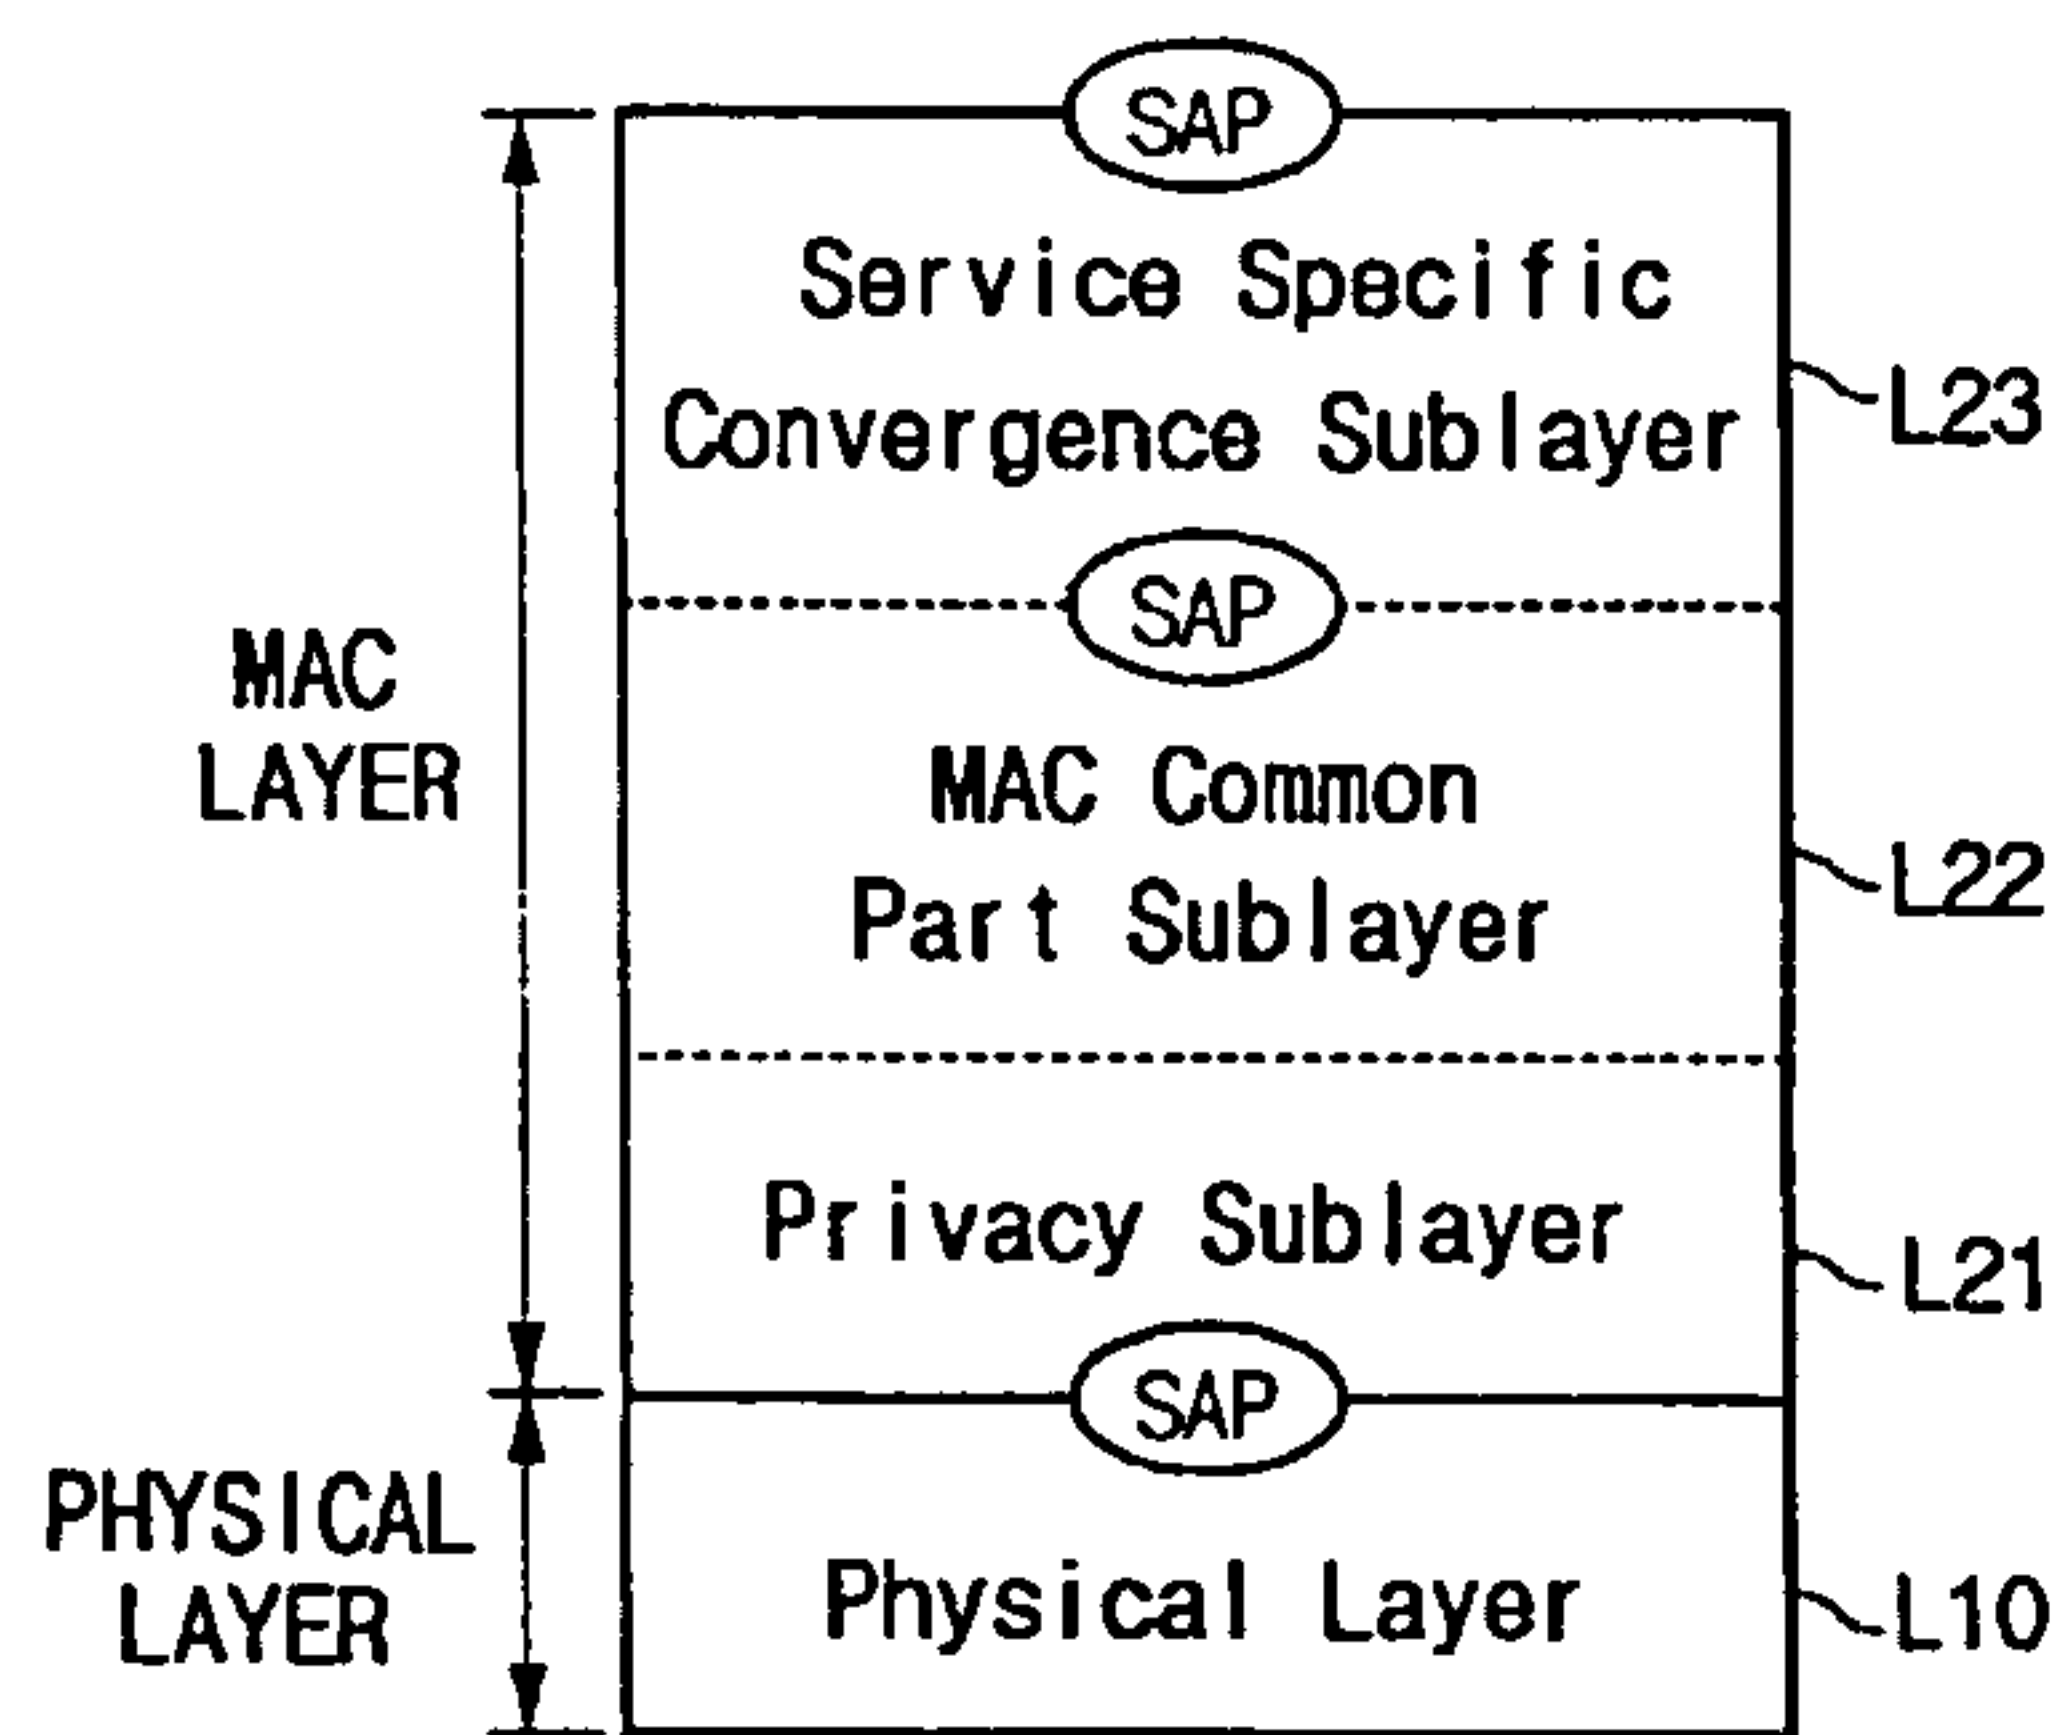 SAP
Service Specific
Convergence Sublayer
L23
SAP
MAC
LAYER
MAC Common
Part Sublayer
L22
Privacy Sublayer
L21
SAP
PHYSICAL
LAYER
Physical Layer
L10